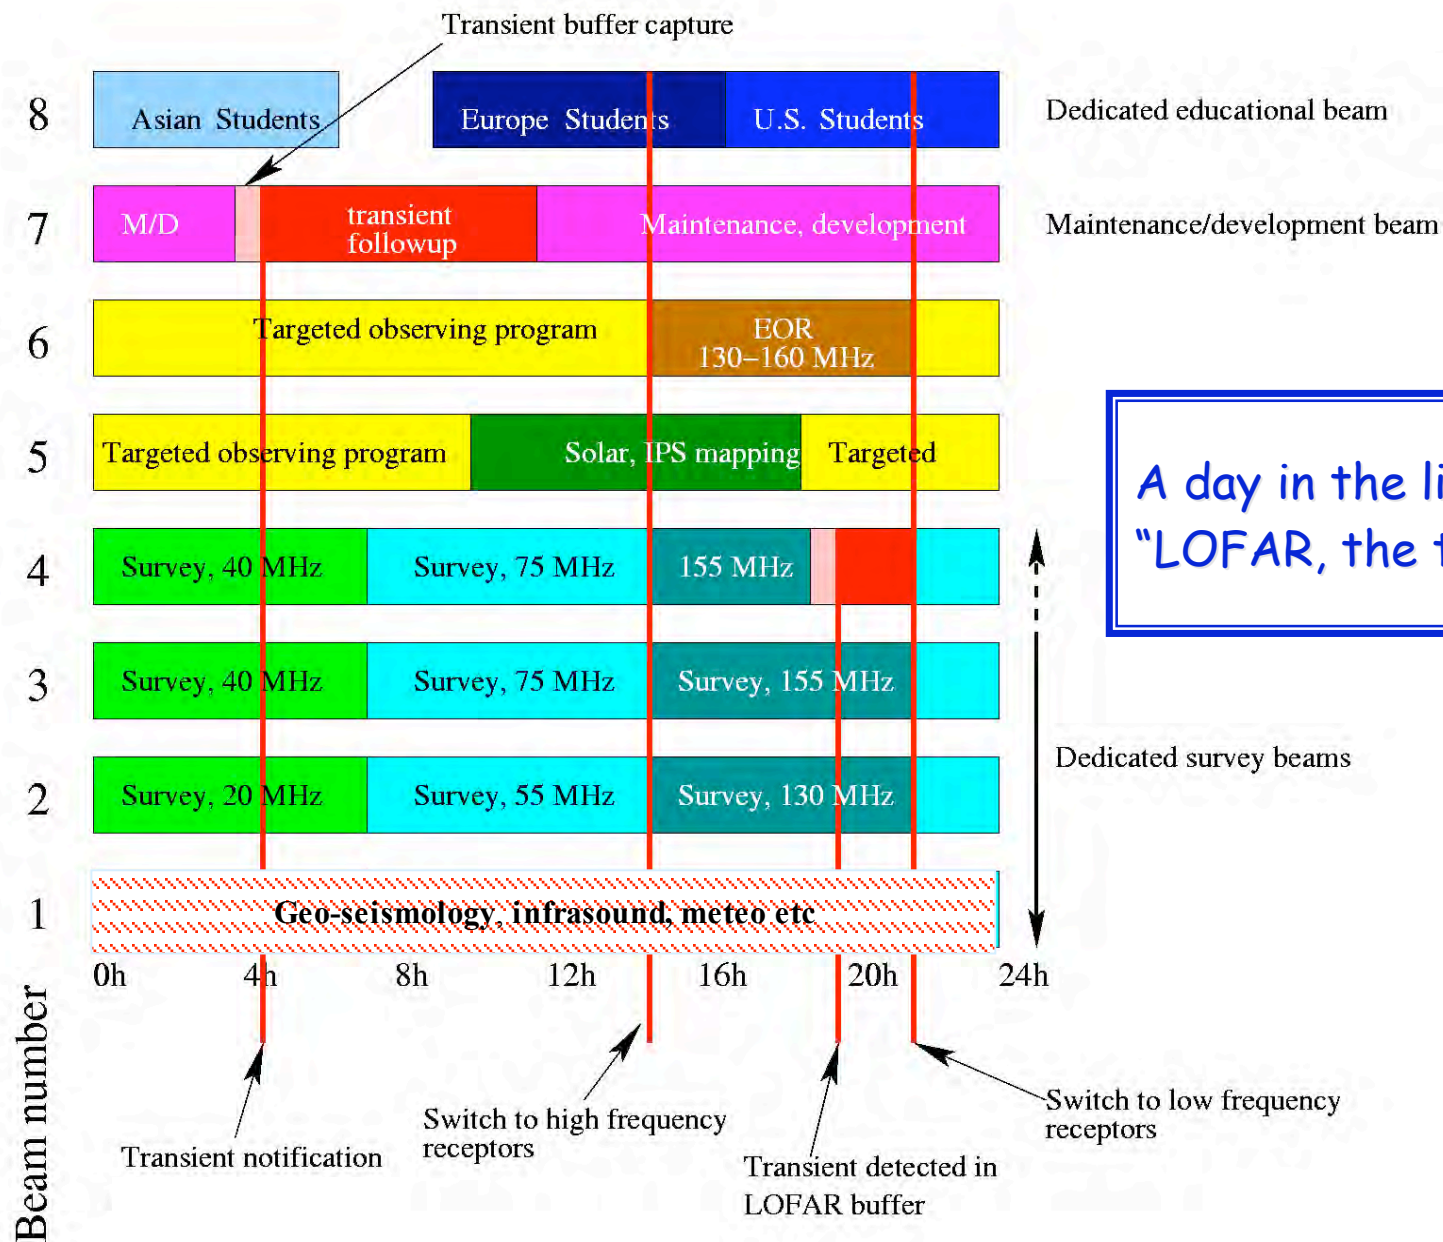 Transient buffer capture
8
Asian Students
Europe Students
U.S. Students
Dedicated educational beam
7
M/D
transient
followup
Maintenance, development
Maintenance/development beam
6
Targeted observing program
EOR
130–160 MHz
5
Targeted observing program
Solar, IPS mapping
Targeted
A day in the li
“LOFAR, the t
4
Survey, 40 MHz
Survey, 75 MHz
155 MHz
3
Survey, 40 MHz
Survey, 75 MHz
Survey, 155 MHz
Dedicated survey beams
2
Survey, 20 MHz
Survey, 55 MHz
Survey, 130 MHz
1
Geo-seismology, infrasound, meteo etc
0h
4h
8h
12h
16h
20h
24h
Beam number
Transient notification
Switch to high frequency
receptors
Transient detected in
LOFAR buffer
Switch to low frequency
receptors